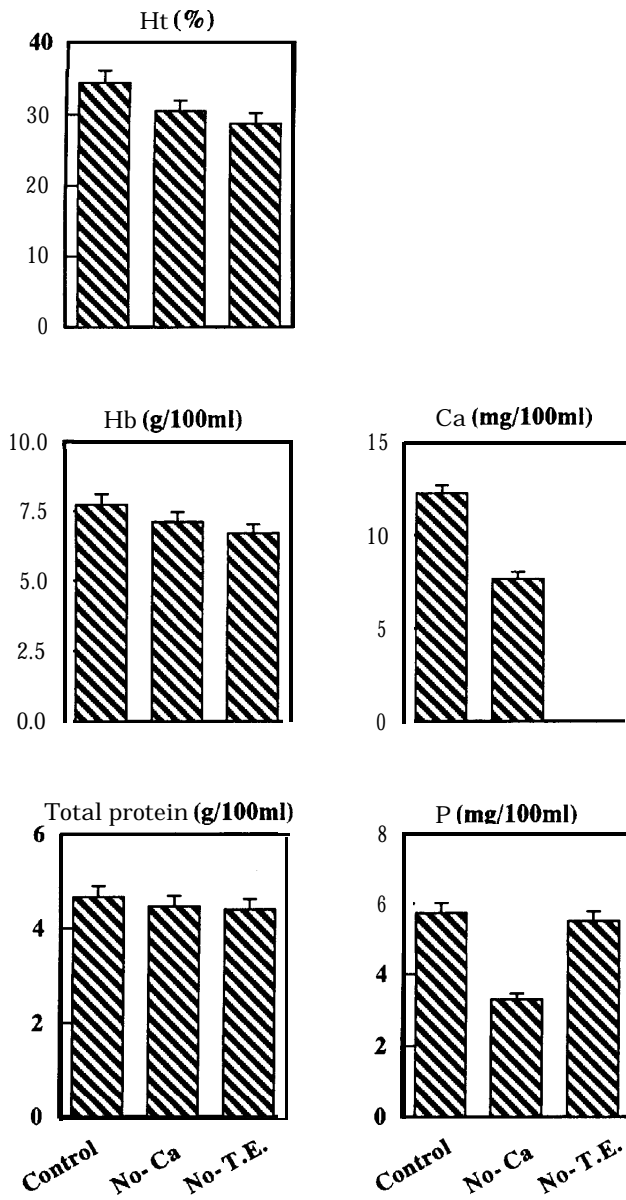 Ht (%)
40
30
20
10
0
Hb (g/100ml)
10.0
7.5
5.0
2.5
0.0
Ca (mg/100ml)
15
10
5
0
Total protein (g/100ml)
6
4
2
0
Control
No-Ca
No-T.E.
P (mg/100ml)
8
6
4
2
0
Control
No-Ca
No-T.E.